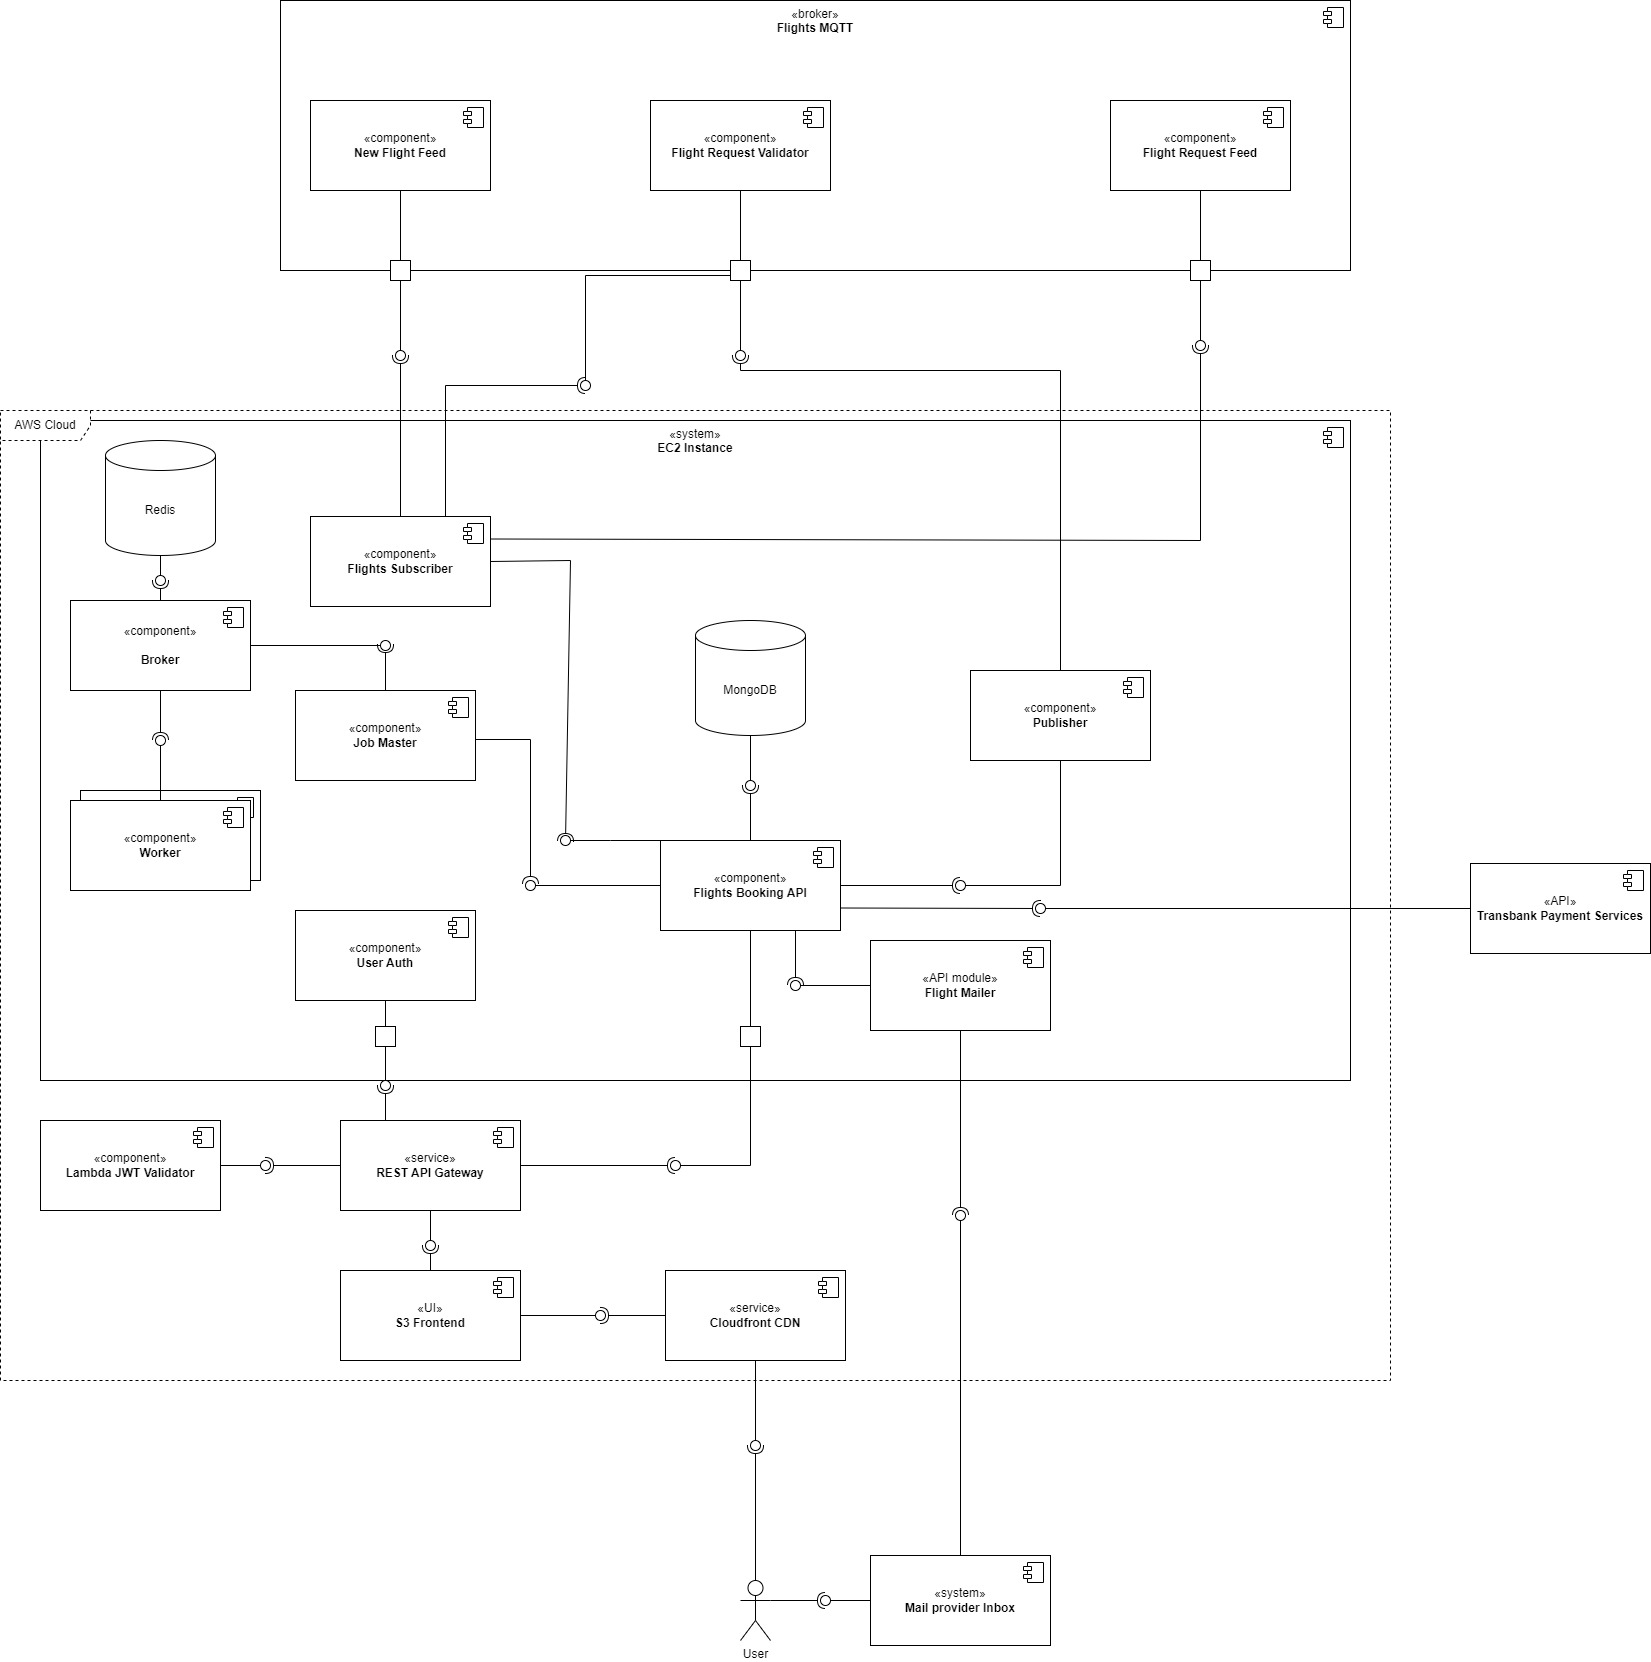 «broker»
Flights MQTT
«component»
New Flight Feed
«component»
Flight Request Validator
«component»
Flight Request Feed
AWS Cloud
«system»
EC2 Instance
Redis
«component»
Flights Subscriber
«component»
Broker
MongoDB
«component»
Job Master
«component»
Publisher
«component»
Worker
«component»
Flights Booking API
«API»
Transbank Payment Services
«component»
User Auth
«API module»
Flight Mailer
«component»
Lambda JWT Validator
«service»
REST API Gateway
«UI»
S3 Frontend
«service»
Cloudfront CDN
«system»
Mail provider Inbox
User